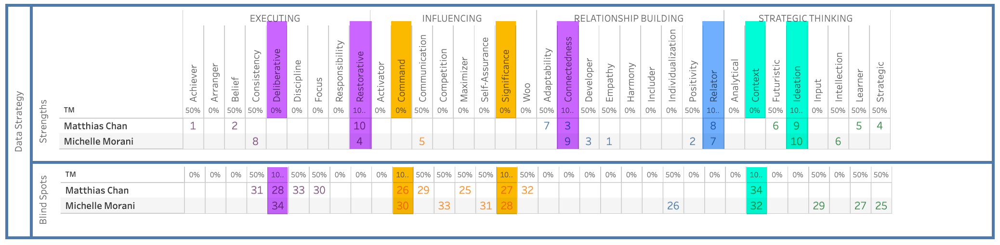 Data Strategy
Strengths
EXECUTING INFLUENCING RELATIONSHIP BUILDING STRATEGIC THINKING
Achiever Arranger Belief Consistency Deliberative Discipline Focus Responsibility Restorative Activator Command Communication Competition Maximizer Self-Assurance Significance Woo Adaptability Connectedness Developer Empathy Harmony Includer Individualization Positivity Relator Analytical Context Futuristic Ideation Input Intellection Learner Strategic
TM 50% 0% 50% 50% 0% 0% 0% 0% 10.. 0% 0% 50% 0% 0% 0% 0% 0% 50% 10.. 50% 50% 0% 0% 0% 50% 10.. 0% 0% 50% 10.. 0% 50% 50% 50%
Matthias Chan 1 2 10 7 3 8 6 9 5 4
Michelle Morani 8 4 5 9 3 1 2 7 10 6
Blind Spots
TM 0% 0% 0% 50% 10.. 50% 50% 0% 0% 0% 10.. 50% 50% 50% 50% 10.. 50% 0% 0% 0% 0% 0% 0% 50% 0% 0% 0% 10.. 0% 0% 50% 0% 50% 50%
Matthias Chan 31 28 33 30 26 29 25 27 32 34
Michelle Morani 34 30 33 31 28 26 32 29 27 25